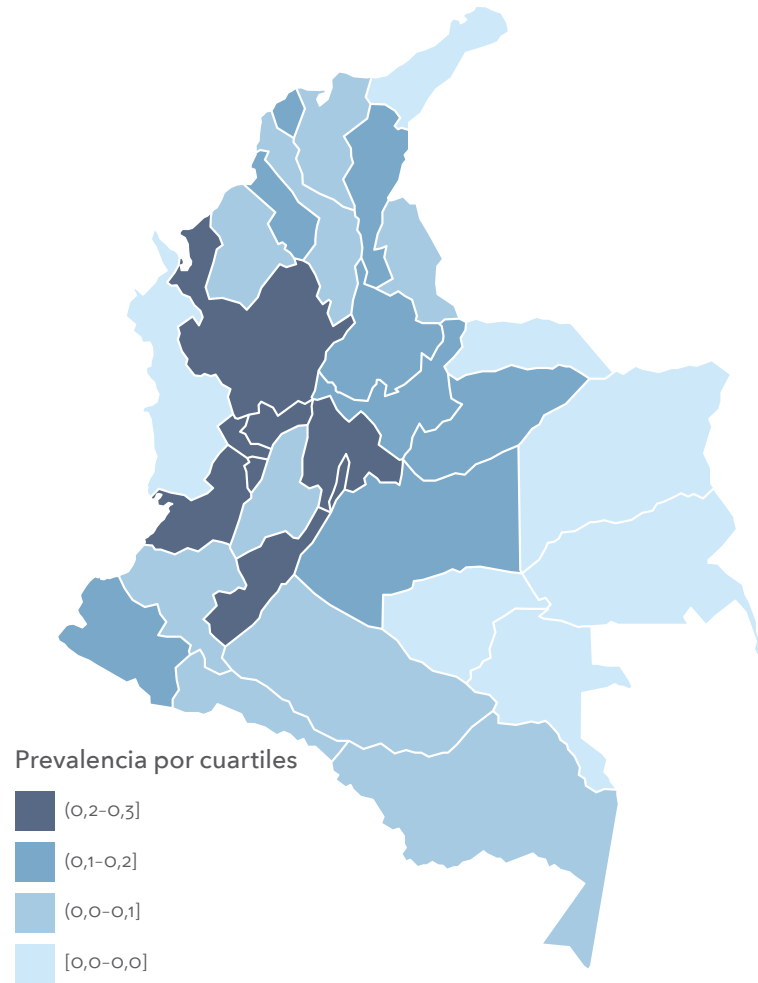 Prevalencia por cuartiles
(0,2–0,3]
(0,1–0,2]
(0,0–0,1]
[0,0–0,0]